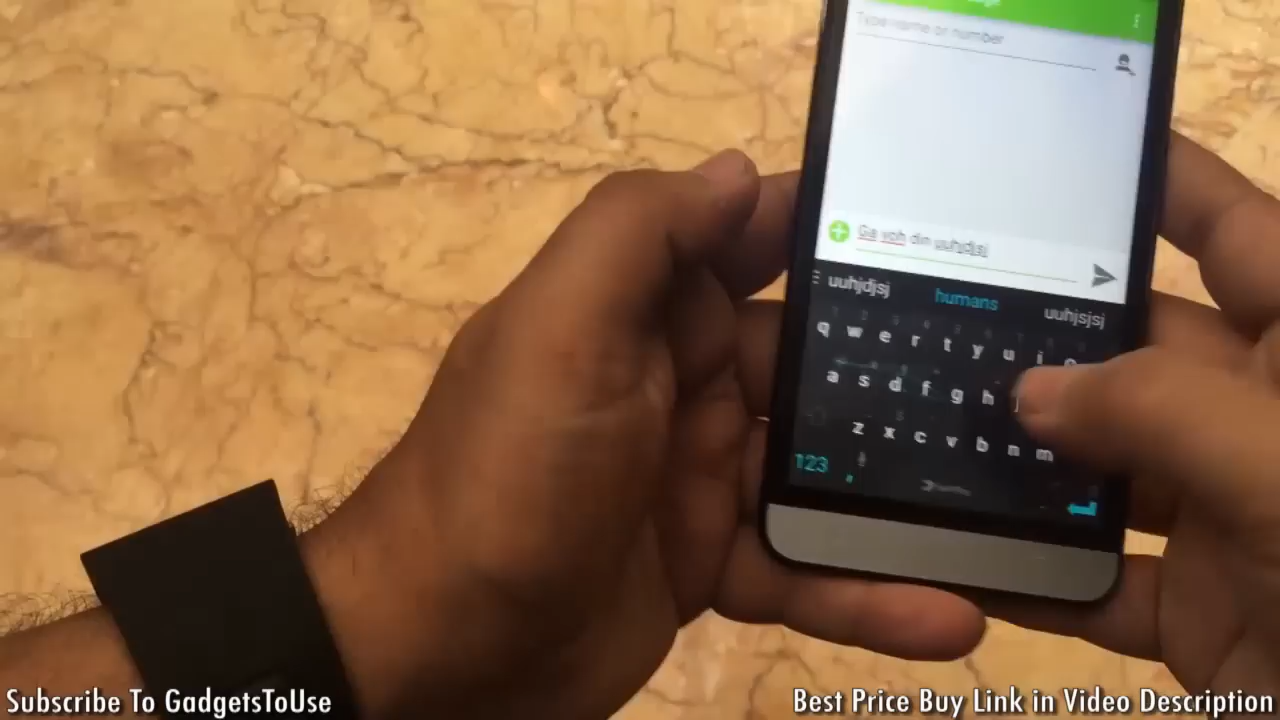 Type name or number
Ga yoh din uuhjdjsj
uuhjdjsj humans uuhjsjsj
q w e r t y u i o
a s d f g h j
z x c v b n m
123
Subscribe To GadgetsToUse
Best Price Buy Link in Video Description